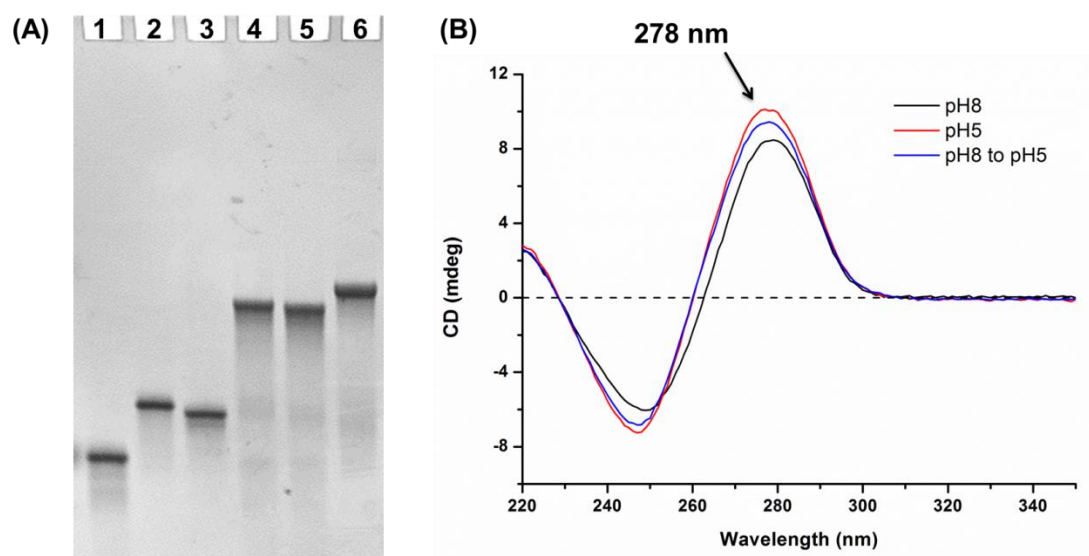 (A)
1 2 3 4 5 6
(B)
278 nm
pH8
pH5
pH8 to pH5
12
8
4
0
-4
-8
CD (mdeg)
220 240 260 280 300 320 340
Wavelength (nm)